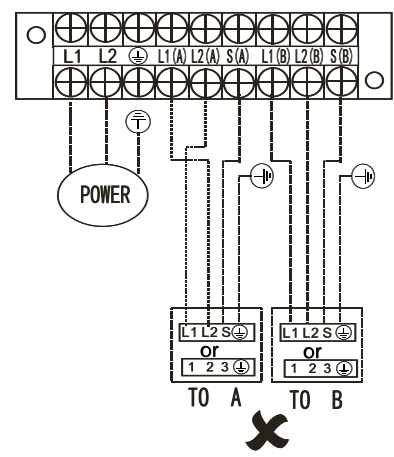 L1 L2 L1(A) L2(A) S(A) L1(B) L2(B) S(B)
POWER
L1 L2 S L1 L2 S
or or
1 2 3 1 2 3
TO A TO B